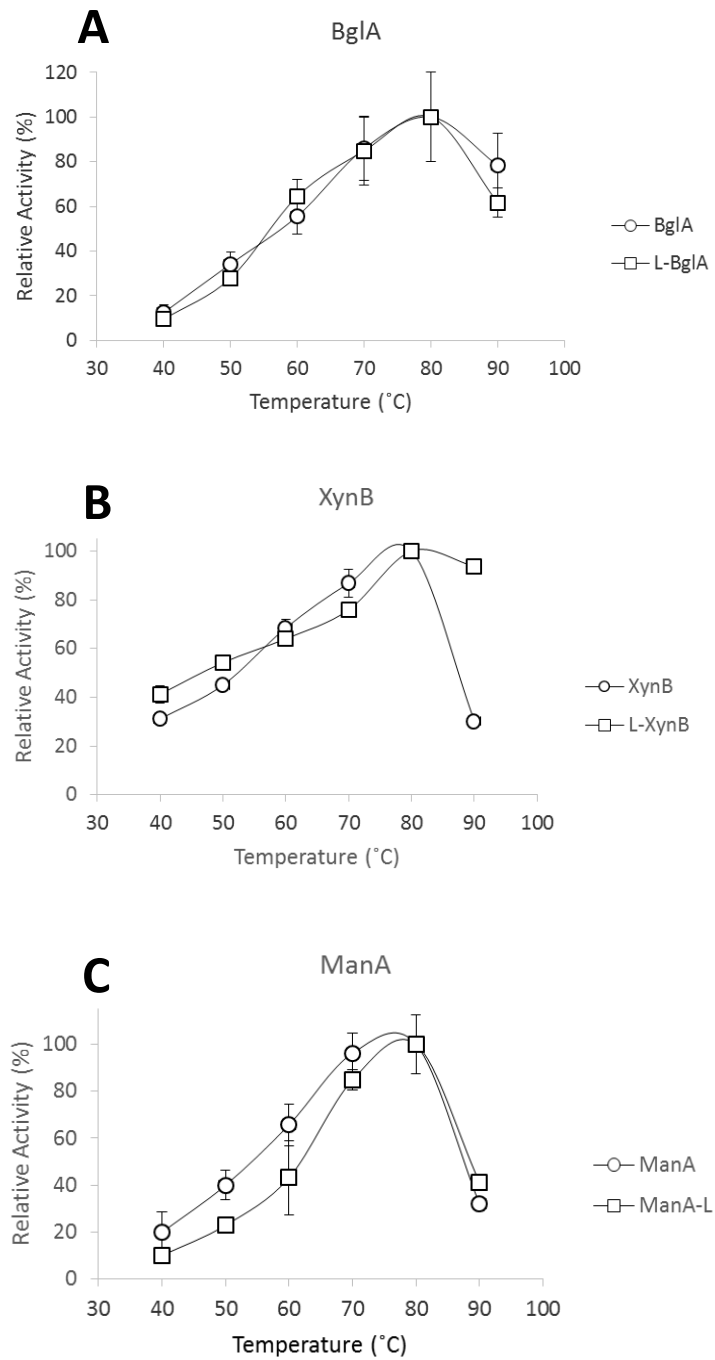 A
BglA
120
100
80
60
40
20
0
Relative Activity (%)
30 40 50 60 70 80 90 100
Temperature (˚C)
BglA
L-BglA
B
XynB
100
80
60
40
20
0
Relative Activity (%)
30 40 50 60 70 80 90 100
Temperature (˚C)
XynB
L-XynB
C
ManA
100
80
60
40
20
0
Relative Activity (%)
30 40 50 60 70 80 90 100
Temperature (˚C)
ManA
ManA-L